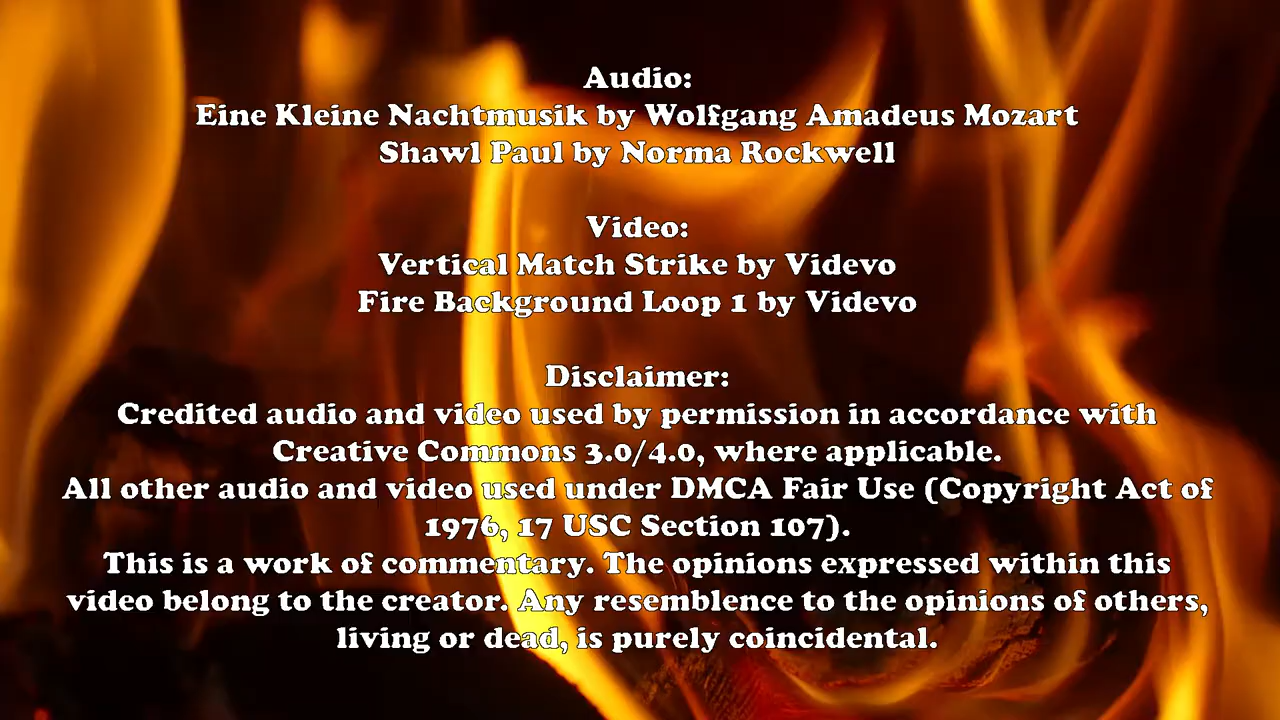 Audio:
Eine Kleine Nachtmusik by Wolfgang Amadeus Mozart
Shawl Paul by Norma Rockwell
Video:
Vertical Match Strike by Videvo
Fire Background Loop 1 by Videvo
Disclaimer:
Credited audio and video used by permission in accordance with
Creative Commons 3.0/4.0, where applicable.
All other audio and video used under DMCA Fair Use (Copyright Act of
1976, 17 USC Section 107).
This is a work of commentary. The opinions expressed within this
video belong to the creator. Any resemblence to the opinions of others,
living or dead, is purely coincidental.